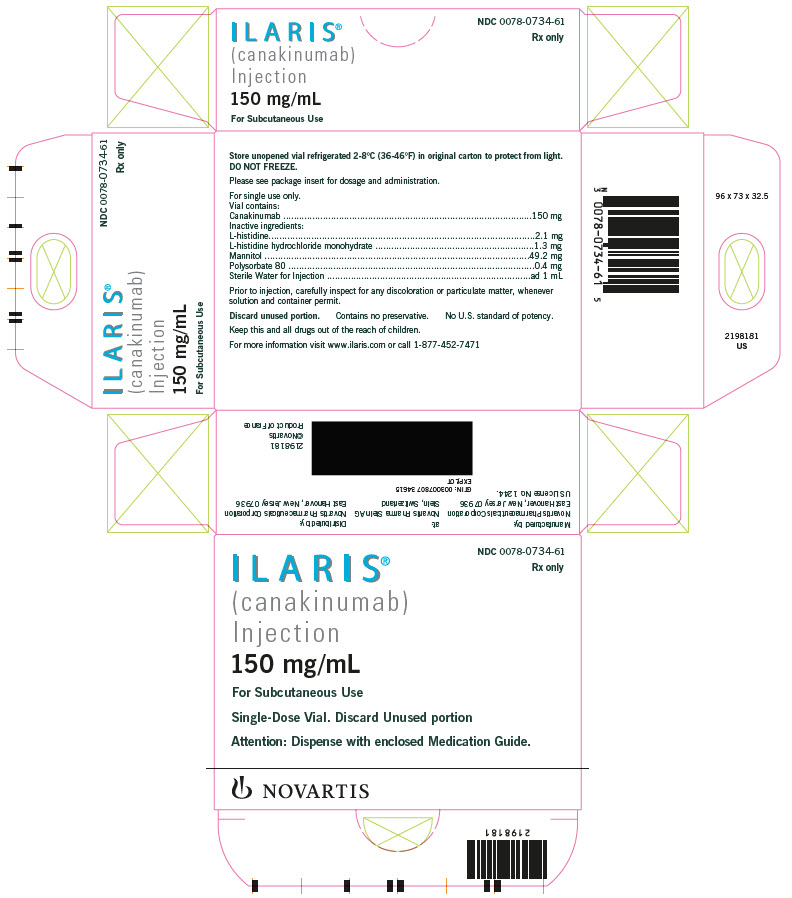 ILARIS®
(canakinumab)
Injection
150 mg/mL
For Subcutaneous Use
NDC 0078-0734-61
Rx only
NDC 0078-0734-61
Rx only
ILARIS®
(canakinumab)
Injection
150 mg/mL
For Subcutaneous Use
Store unopened vial refrigerated 2-8°C (36-46°F) in original carton to protect from light.
DO NOT FREEZE.
Please see package insert for dosage and administration.
For single use only.
Vial contains:
Canakinumab ....................................................................................150 mg
Inactive ingredients:
L-histidine.........................................................................................2.1 mg
L-histidine hydrochloride monohydrate ....................................................1.3 mg
Mannitol ..........................................................................................49.2 mg
Polysorbate 80 ...................................................................................0.4 mg
Sterile Water for Injection ....................................................................ad 1 mL
Prior to injection, carefully inspect for any discoloration or particulate matter, whenever
solution and container permit.
Discard unused portion. Contains no preservative. No U.S. standard of potency.
Keep this and all drugs out of the reach of children.
For more information visit www.ilaris.com or call 1-877-452-7471
N
3 0078-0734-61 5
96 x 73 x 32.5
2198181
US
Manufactured by
Novartis Pharmaceuticals Corporation
East Hanover, New Jersey 07936
US License No. 1244.
at
Novartis Pharma Stein AG
Stein, Switzerland
Distributed by
Novartis Pharmaceuticals Corporation
East Hanover, New Jersey 07936
GTIN: 00300780734615
EXP./LOT
2198181
©Novartis
Product of France
ILARIS®
(canakinumab)
Injection
150 mg/mL
For Subcutaneous Use
Single-Dose Vial. Discard Unused portion
Attention: Dispense with enclosed Medication Guide.
NDC 0078-0734-61
Rx only
NOVARTIS
2198181